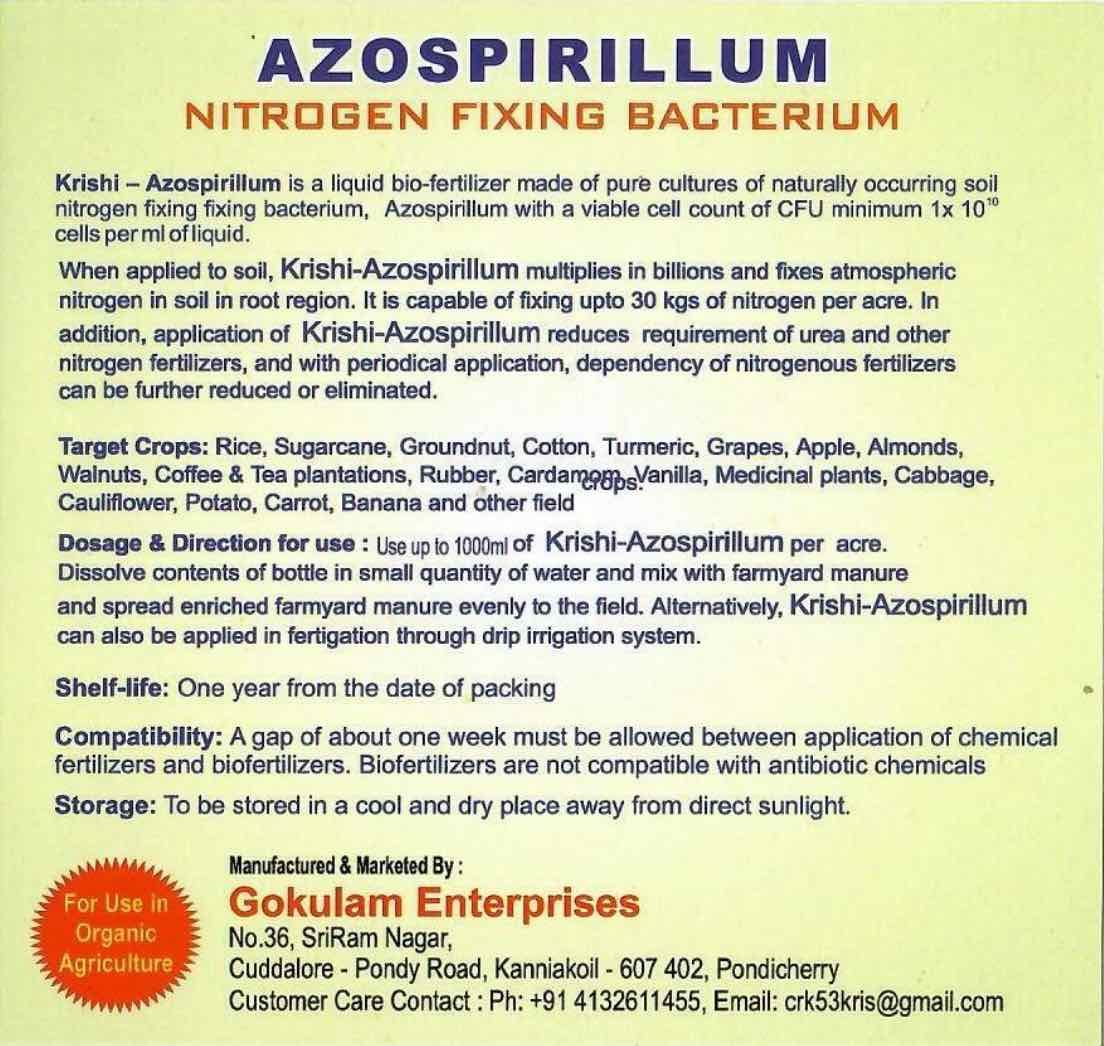 AZOSPIRILLUM
NITROGEN FIXING BACTERIUM
Krishi – Azospirillum is a liquid bio-fertilizer made of pure cultures of naturally occurring soil
nitrogen fixing fixing bacterium, Azospirillum with a viable cell count of CFU minimum 1x 10¹⁰
cells per ml of liquid.
When applied to soil, Krishi-Azospirillum multiplies in billions and fixes atmospheric
nitrogen in soil in root region. It is capable of fixing upto 30 kgs of nitrogen per acre. In
addition, application of Krishi-Azospirillum reduces requirement of urea and other
nitrogen fertilizers, and with periodical application, dependency of nitrogenous fertilizers
can be further reduced or eliminated.
Target Crops: Rice, Sugarcane, Groundnut, Cotton, Turmeric, Grapes, Apple, Almonds,
Walnuts, Coffee & Tea plantations, Rubber, Cardamom, Vanilla, Medicinal plants, Cabbage,
Cauliflower, Potato, Carrot, Banana and other field
crops.
Dosage & Direction for use : Use up to 1000ml of Krishi-Azospirillum per acre.
Dissolve contents of bottle in small quantity of water and mix with farmyard manure
and spread enriched farmyard manure evenly to the field. Alternatively, Krishi-Azospirillum
can also be applied in fertigation through drip irrigation system.
Shelf-life: One year from the date of packing
Compatibility: A gap of about one week must be allowed between application of chemical
fertilizers and biofertilizers. Biofertilizers are not compatible with antibiotic chemicals
Storage: To be stored in a cool and dry place away from direct sunlight.
For Use in
Organic
Agriculture
Manufactured & Marketed By :
Gokulam Enterprises
No.36, SriRam Nagar,
Cuddalore - Pondy Road, Kanniakoil - 607 402, Pondicherry
Customer Care Contact : Ph: +91 4132611455, Email: crk53kris@gmail.com